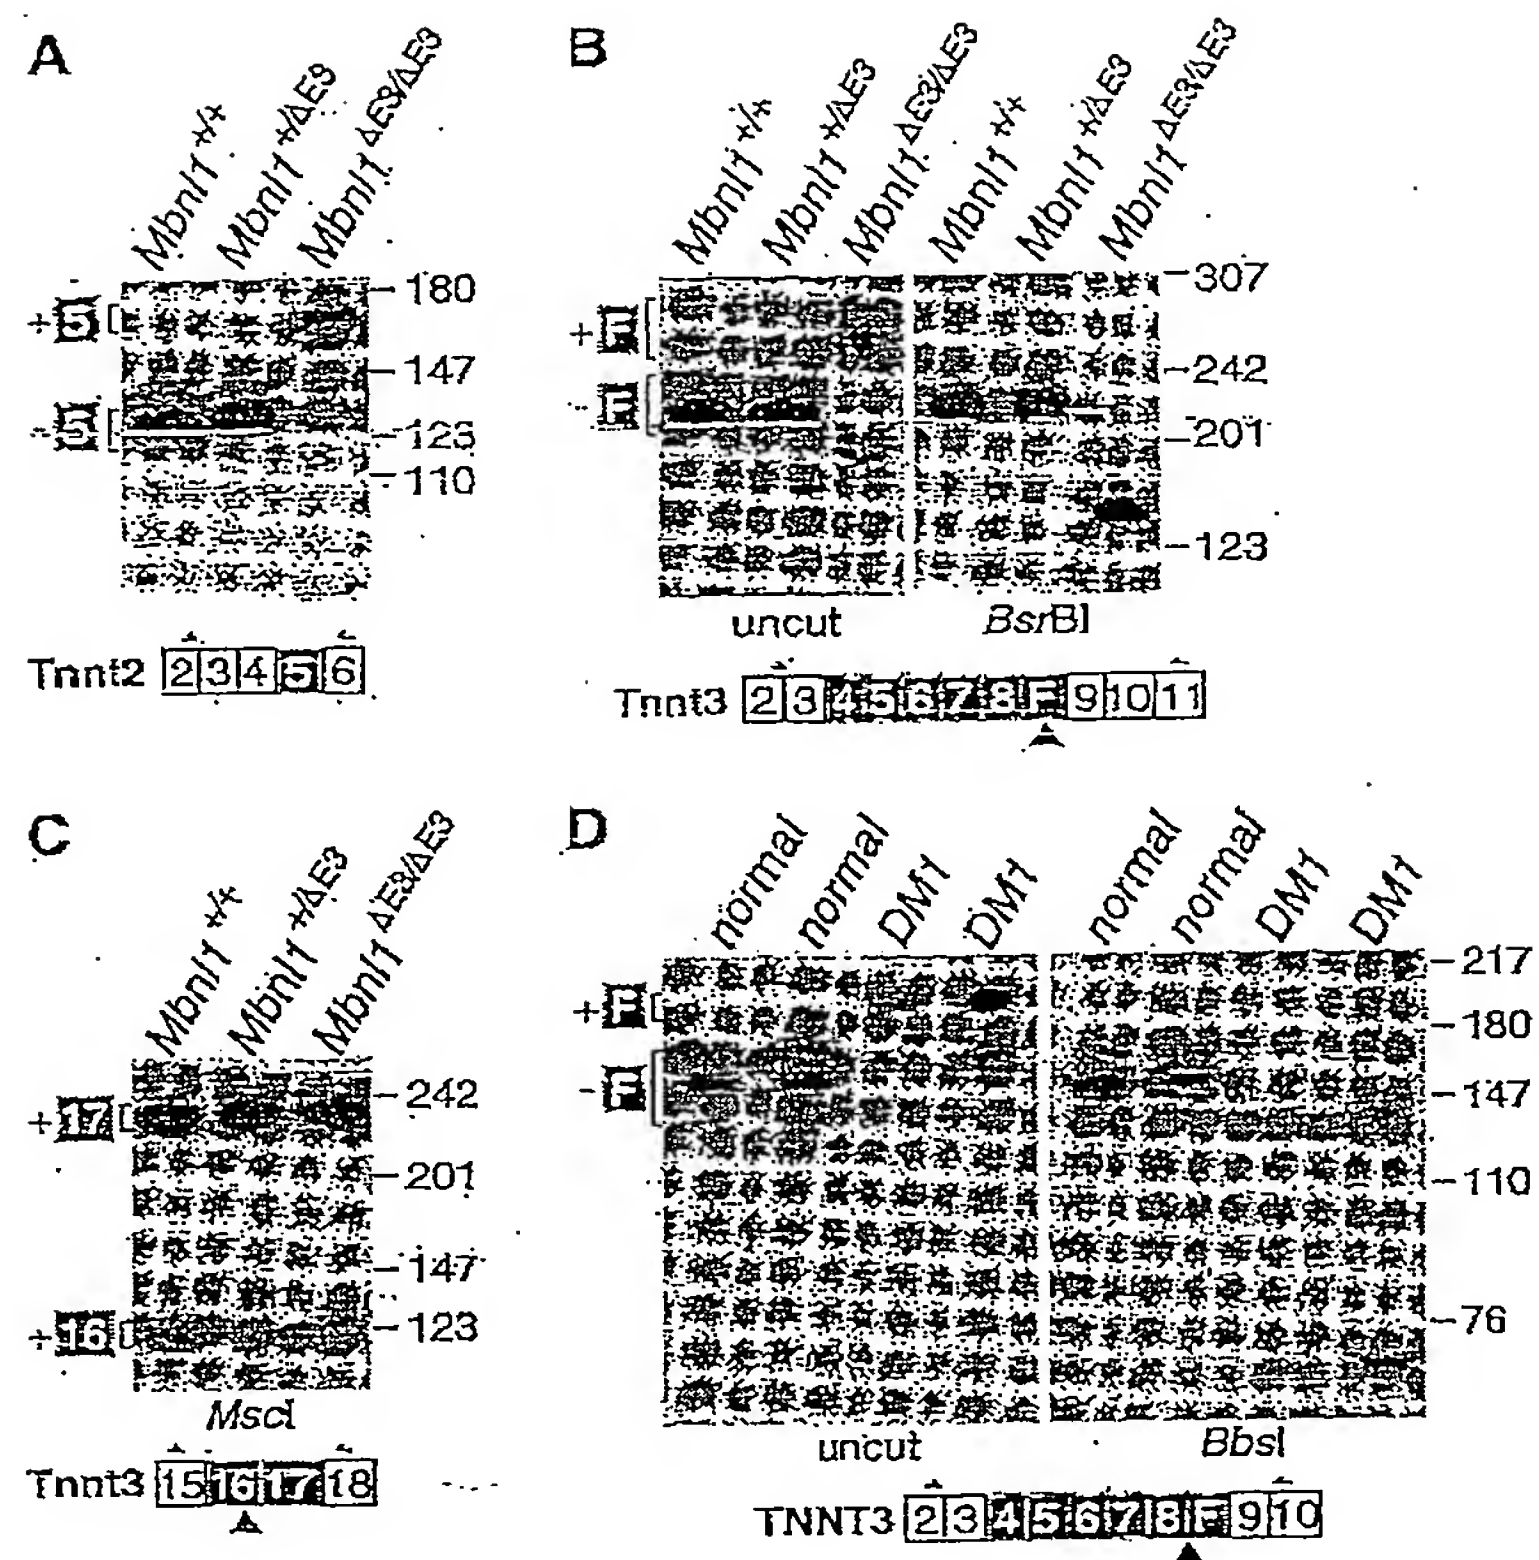 A
Mbnl1 +/+
Mbnl1 +/ΔE3
Mbnl1 ΔE3/ΔE3
+5
-5
180
147
123
110
Tnnt2 2 3 4 5 6
B
Mbnl1 +/+
Mbnl1 +/ΔE3
Mbnl1 ΔE3/ΔE3
Mbnl1 +/+
Mbnl1 +/ΔE3
Mbnl1 ΔE3/ΔE3
+F
-F
307
242
201
123
uncut BsrBI
Tnnt3 2 3 4 5 6 7 8 F 9 10 11
C
Mbnl1 +/+
Mbnl1 +/ΔE3
Mbnl1 ΔE3/ΔE3
+17
+16
242
201
147
123
MscI
Tnnt3 15 16 17 18
D
normal
normal
DM1
DM1
normal
normal
DM1
DM1
+F
-F
217
180
147
110
76
uncut BbsI
TNNT3 2 3 4 5 6 7 8 F 9 10